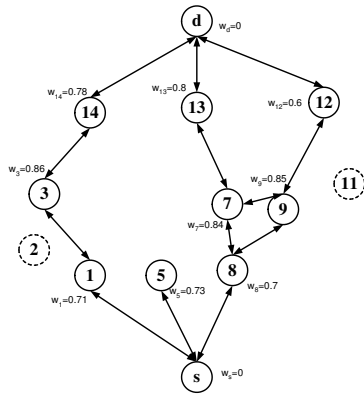 d
w_d=0
w_14=0.78
w_13=0.8
14
13
w_12=0.6
12
w_3=0.86
3
w_9=0.85
11
7
9
2
w_7=0.84
1
5
8
w_1=0.71
w_5=0.73
w_8=0.7
s
w_s=0